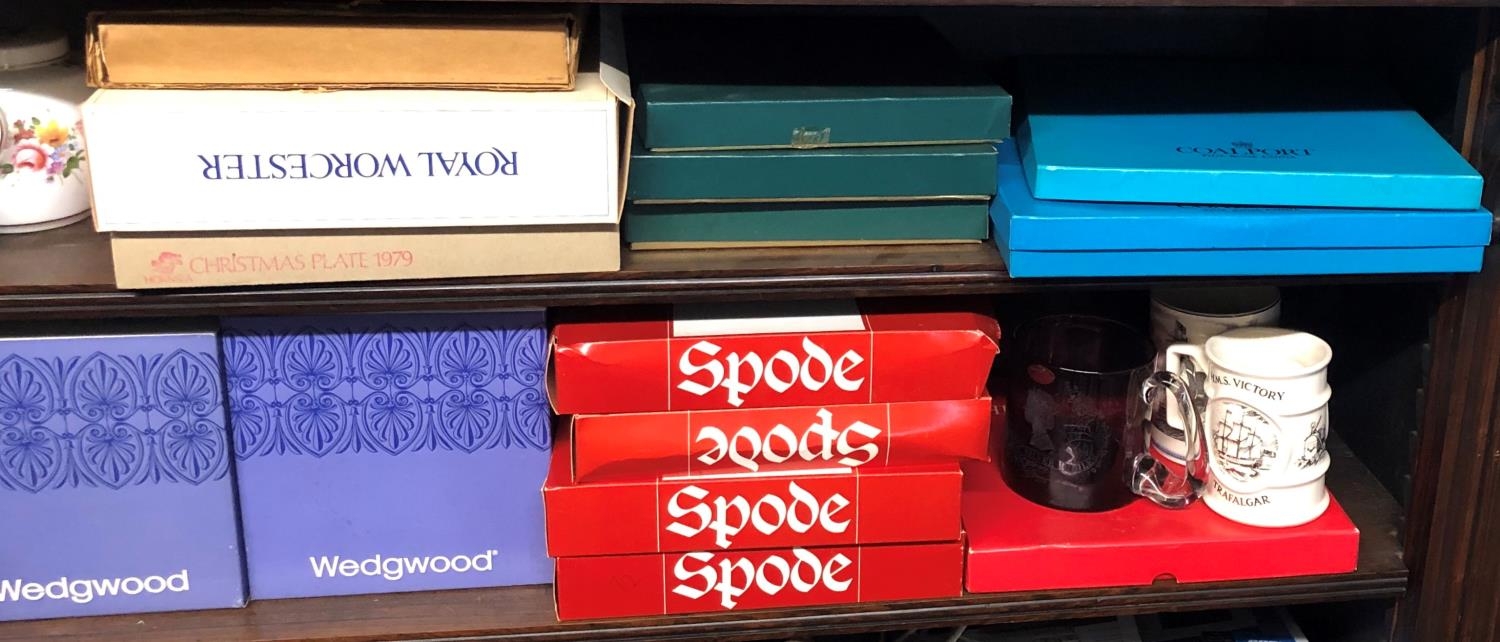 ROYAL WORCESTER
CHRISTMAS PLATE 1979
COALPORT
Wedgwood
Wedgwood
Spode
Spode
Spode
Spode
H.M.S. VICTORY
TRAFALGAR